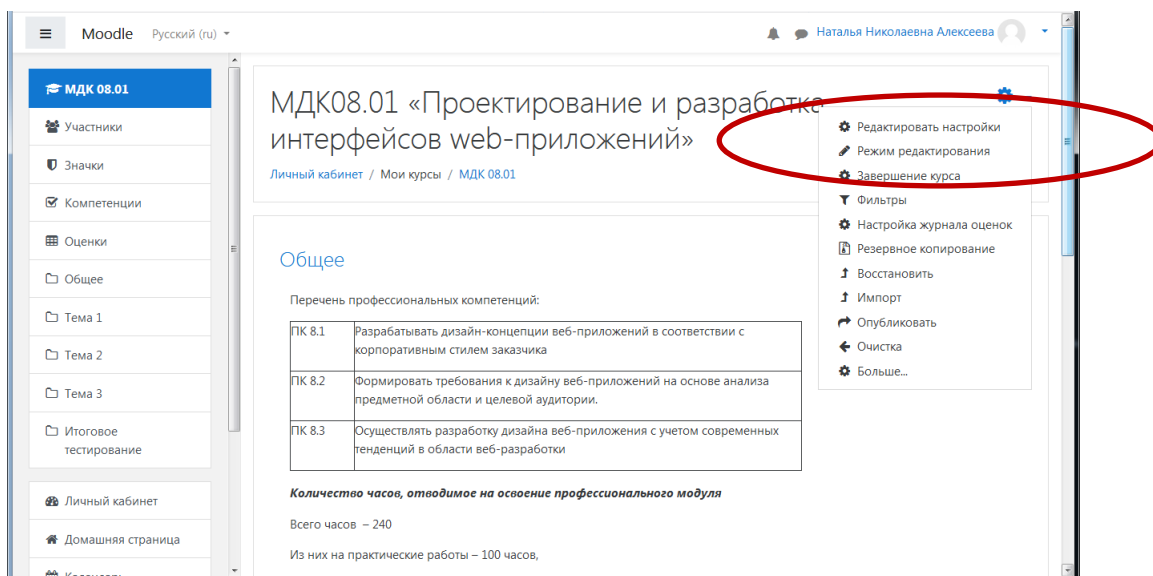 Moodle Русский (ru)
Наталья Николаевна Алексеева
МДК 08.01
Участники
Значки
Компетенции
Оценки
Общее
Тема 1
Тема 2
Тема 3
Итоговое
тестирование
Личный кабинет
Домашняя страница
Календарь
МДК08.01 «Проектирование и разработка
интерфейсов web-приложений»
Личный кабинет / Мои курсы / МДК 08.01
Редактировать настройки
Режим редактирования
Завершение курса
Фильтры
Настройка журнала оценок
Резервное копирование
Восстановить
Импорт
Опубликовать
Очистка
Больше...
Общее
Перечень профессиональных компетенций:
ПК 8.1 Разрабатывать дизайн-концепции веб-приложений в соответствии с
корпоративным стилем заказчика
ПК 8.2 Формировать требования к дизайну веб-приложений на основе анализа
предметной области и целевой аудитории.
ПК 8.3 Осуществлять разработку дизайна веб-приложения с учетом современных
тенденций в области веб-разработки
Количество часов, отводимое на освоение профессионального модуля
Всего часов – 240
Из них на практические работы – 100 часов,